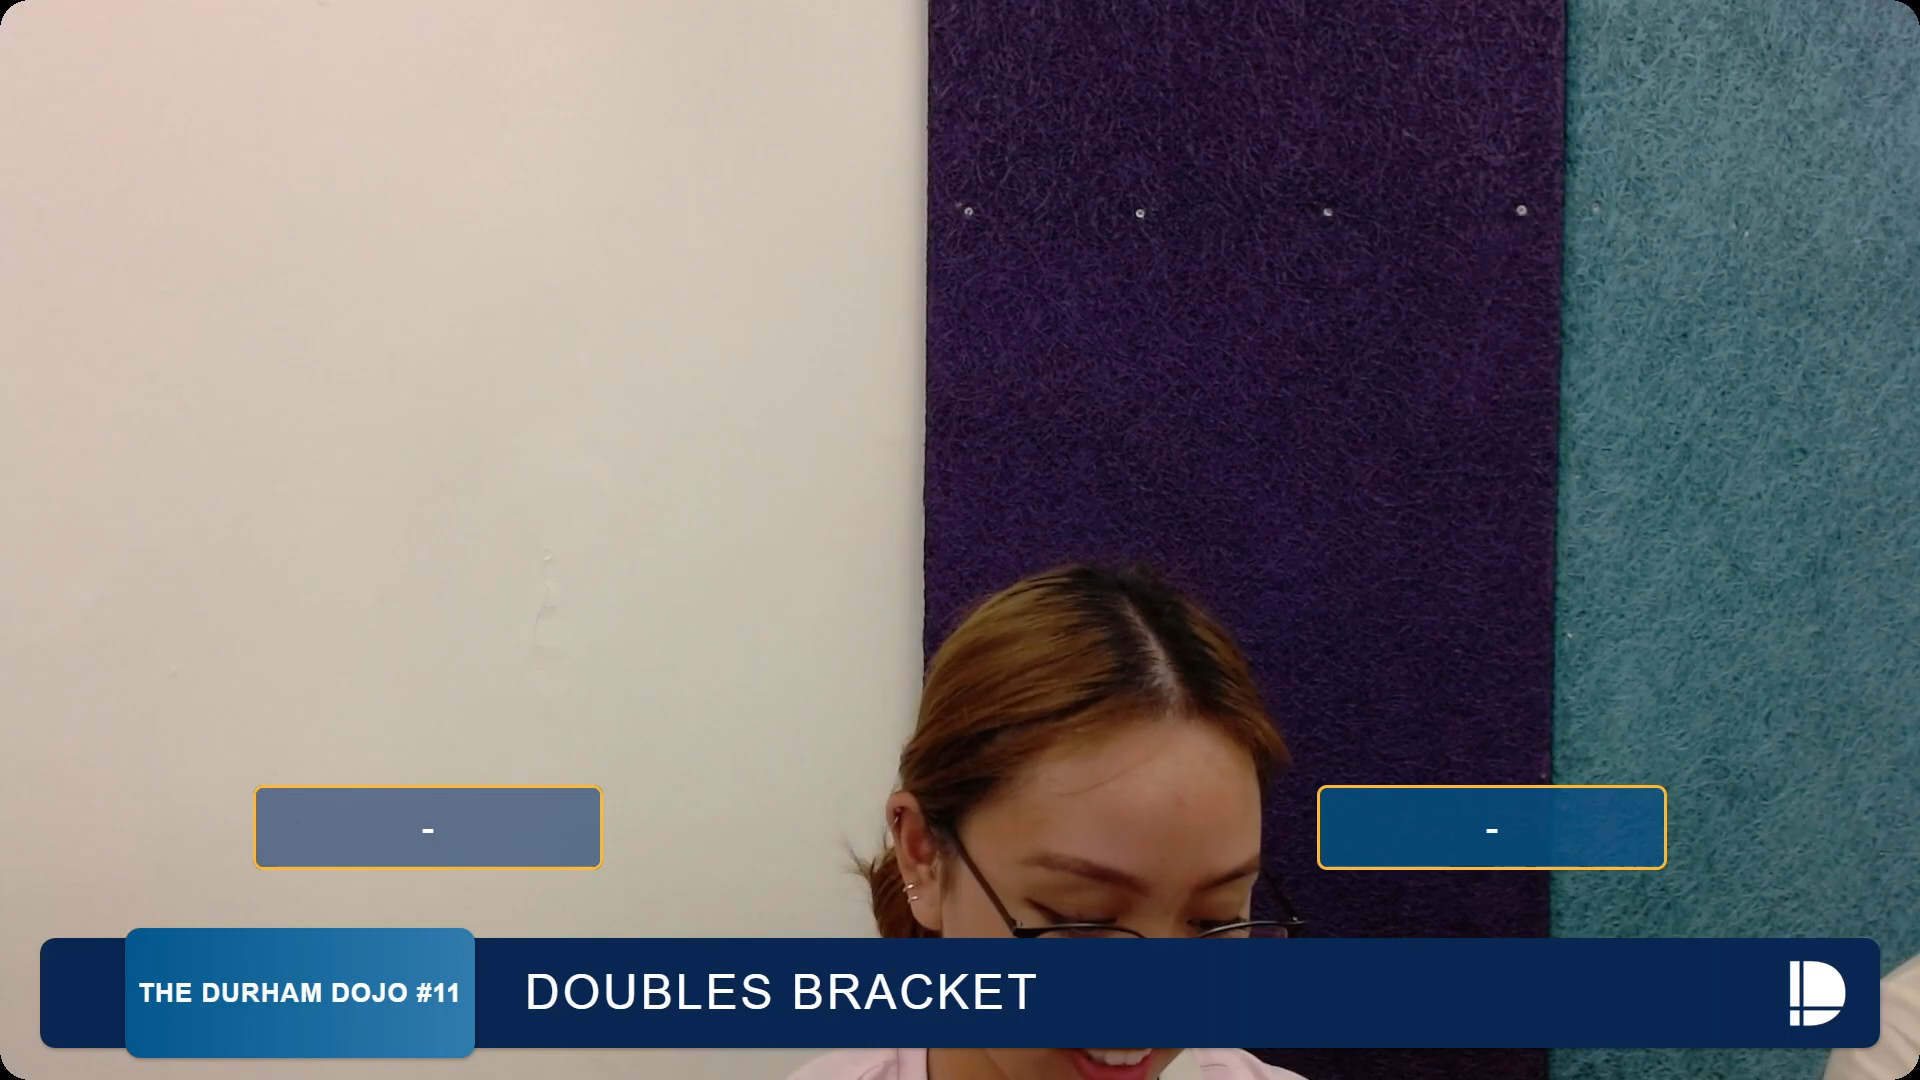 -
-
THE DURHAM DOJO #11
DOUBLES BRACKET